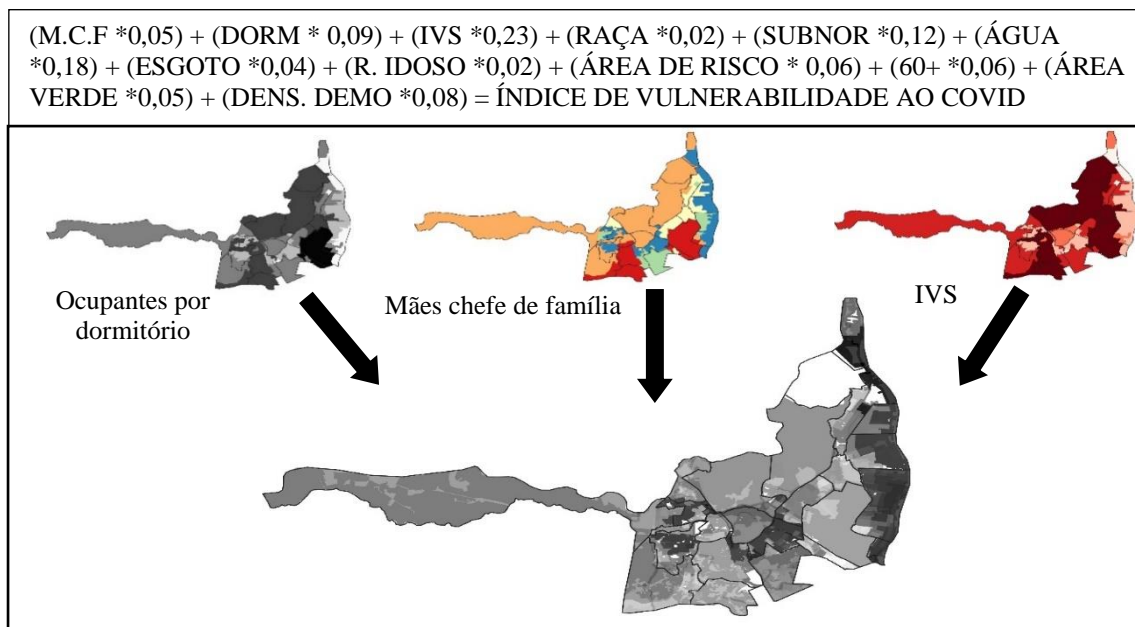 (M.C.F *0,05) + (DORM * 0,09) + (IVS *0,23) + (RAÇA *0,02) + (SUBNOR *0,12) + (ÁGUA
*0,18) + (ESGOTO *0,04) + (R. IDOSO *0,02) + (ÁREA DE RISCO * 0,06) + (60+ *0,06) + (ÁREA
VERDE *0,05) + (DENS. DEMO *0,08) = ÍNDICE DE VULNERABILIDADE AO COVID
Ocupantes por
dormitório
Mães chefe de família
IVS